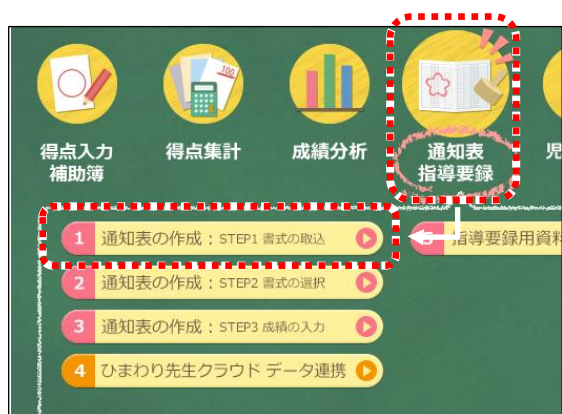 100
得点入力
補助簿
得点集計
成績分析
通知表
指導要録
児
1 通知表の作成：STEP1 書式の取込
2 通知表の作成：STEP2 書式の選択
3 通知表の作成：STEP3 成績の入力
4 ひまわり先生クラウド データ連携
5 指導要録用資料